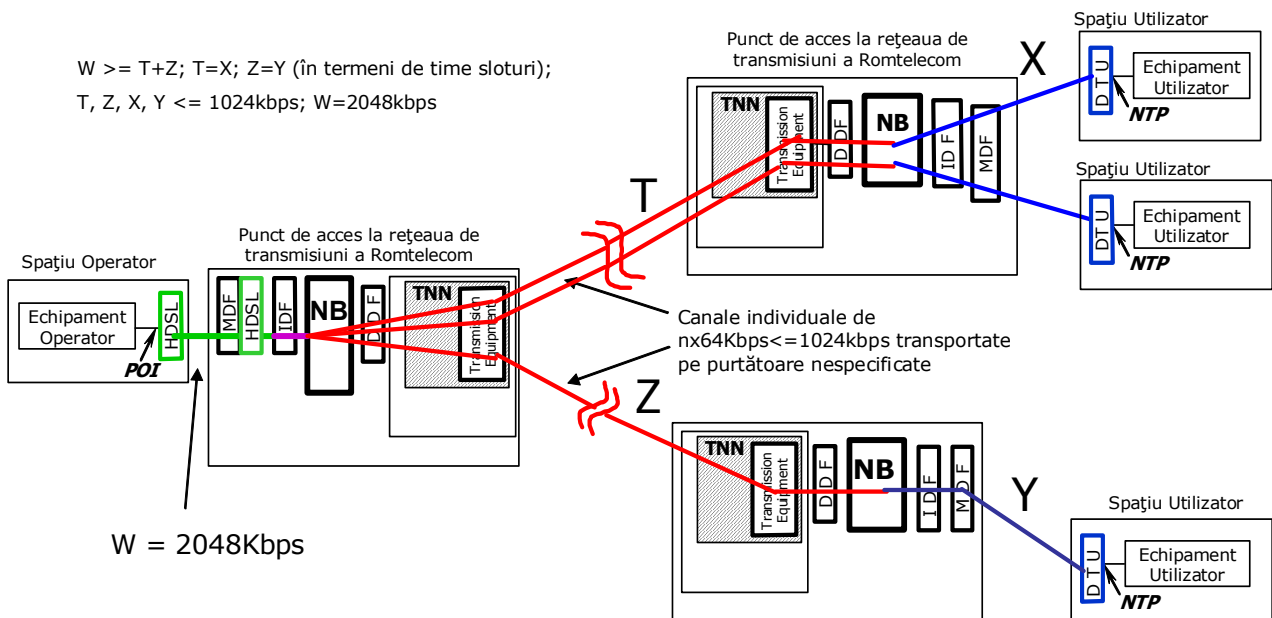 W >= T+Z; T=X; Z=Y (în termeni de time sloturi);
T, Z, X, Y <= 1024kbps; W=2048kbps
Punct de acces la reţeaua de
transmisiuni a Romtelecom
TNN
Transmission
Equipment
D DF
NB
ID F
MDF
X
Spaţiu Utilizator
D T U
Echipament
Utilizator
NTP
Spaţiu Utilizator
DT U
Echipament
Utilizator
NTP
T
Spaţiu Operator
Echipament
Operator
POI
HDSL
Punct de acces la reţeaua de
transmisiuni a Romtelecom
MDF
HDSL
IDF
NB
D D F
TNN
Transmission
Equipment
Canale individuale de
nx64Kbps<=1024kbps transportate
pe purtătoare nespecificate
Z
W = 2048Kbps
TNN
Transmission
Equipment
D D F
NB
I D F
M D F
Y
Spaţiu Utilizator
D T U
Echipament
Utilizator
NTP